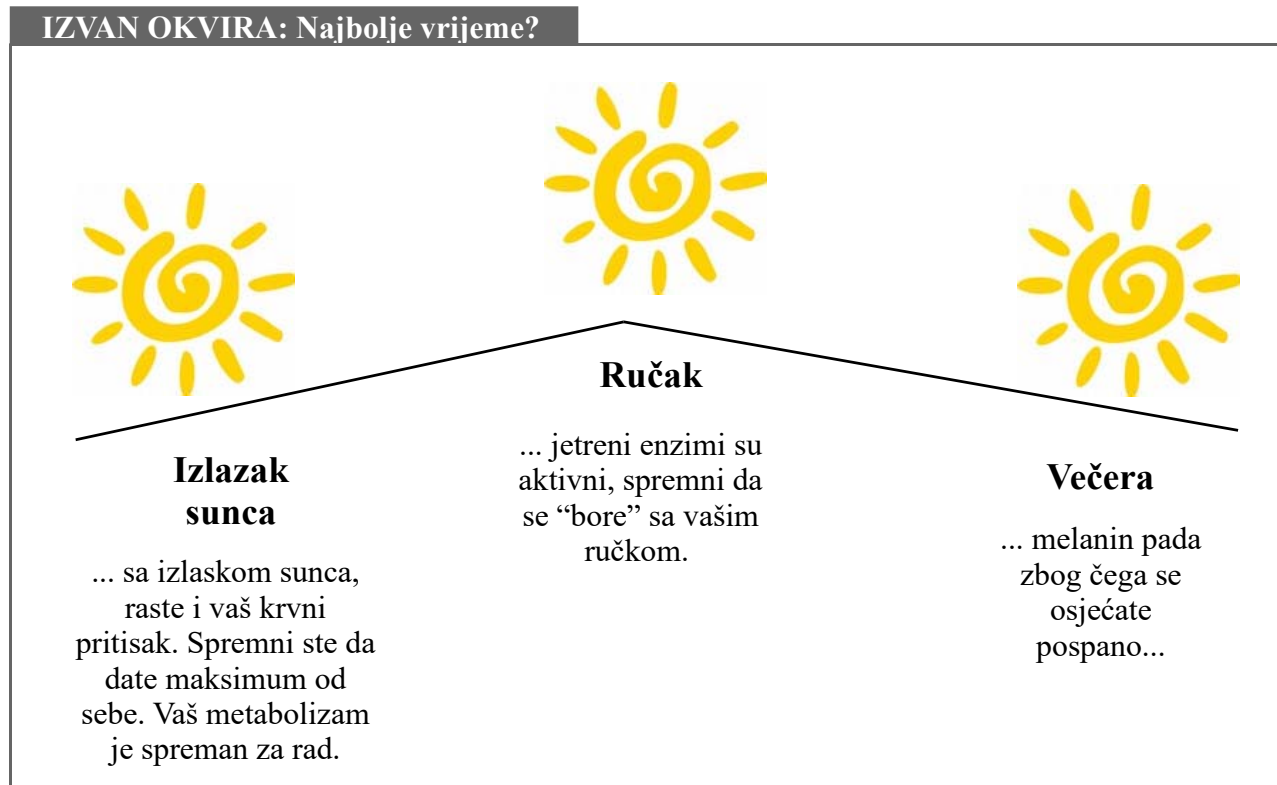 IZVAN OKVIRA: Najbolje vrijeme?
Izlazak
sunca
... sa izlaskom sunca,
raste i vaš krvni
pritisak. Spremni ste da
date maksimum od
sebe. Vaš metabolizam
je spreman za rad.
Ručak
... jetreni enzimi su
aktivni, spremni da
se “bore” sa vašim
ručkom.
Večera
... melanin pada
zbog čega se
osjećate
pospano...